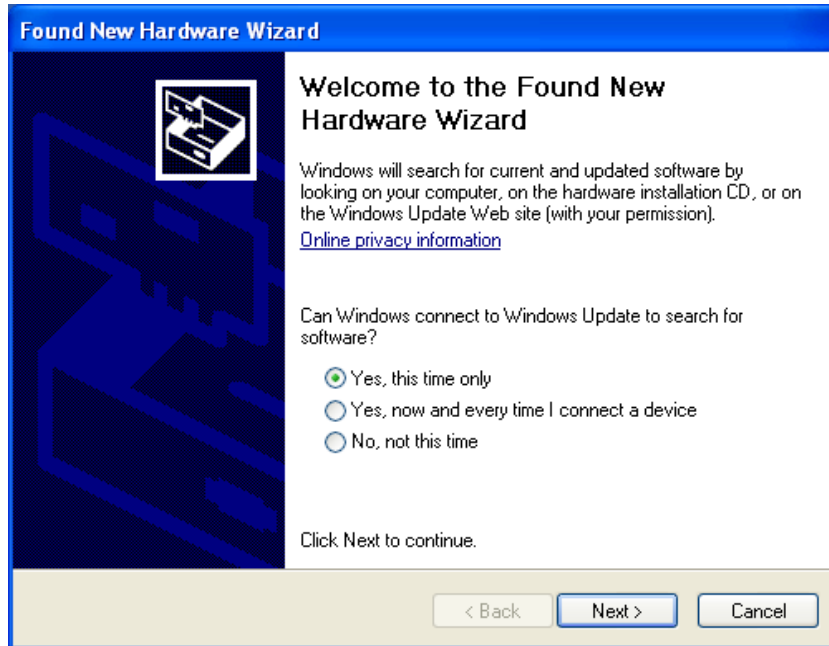 Found New Hardware Wizard
Welcome to the Found New
Hardware Wizard
Windows will search for current and updated software by
looking on your computer, on the hardware installation CD, or on
the Windows Update Web site (with your permission).
Online privacy information
Can Windows connect to Windows Update to search for
software?
Yes, this time only
Yes, now and every time I connect a device
No, not this time
Click Next to continue.
< Back Next > Cancel